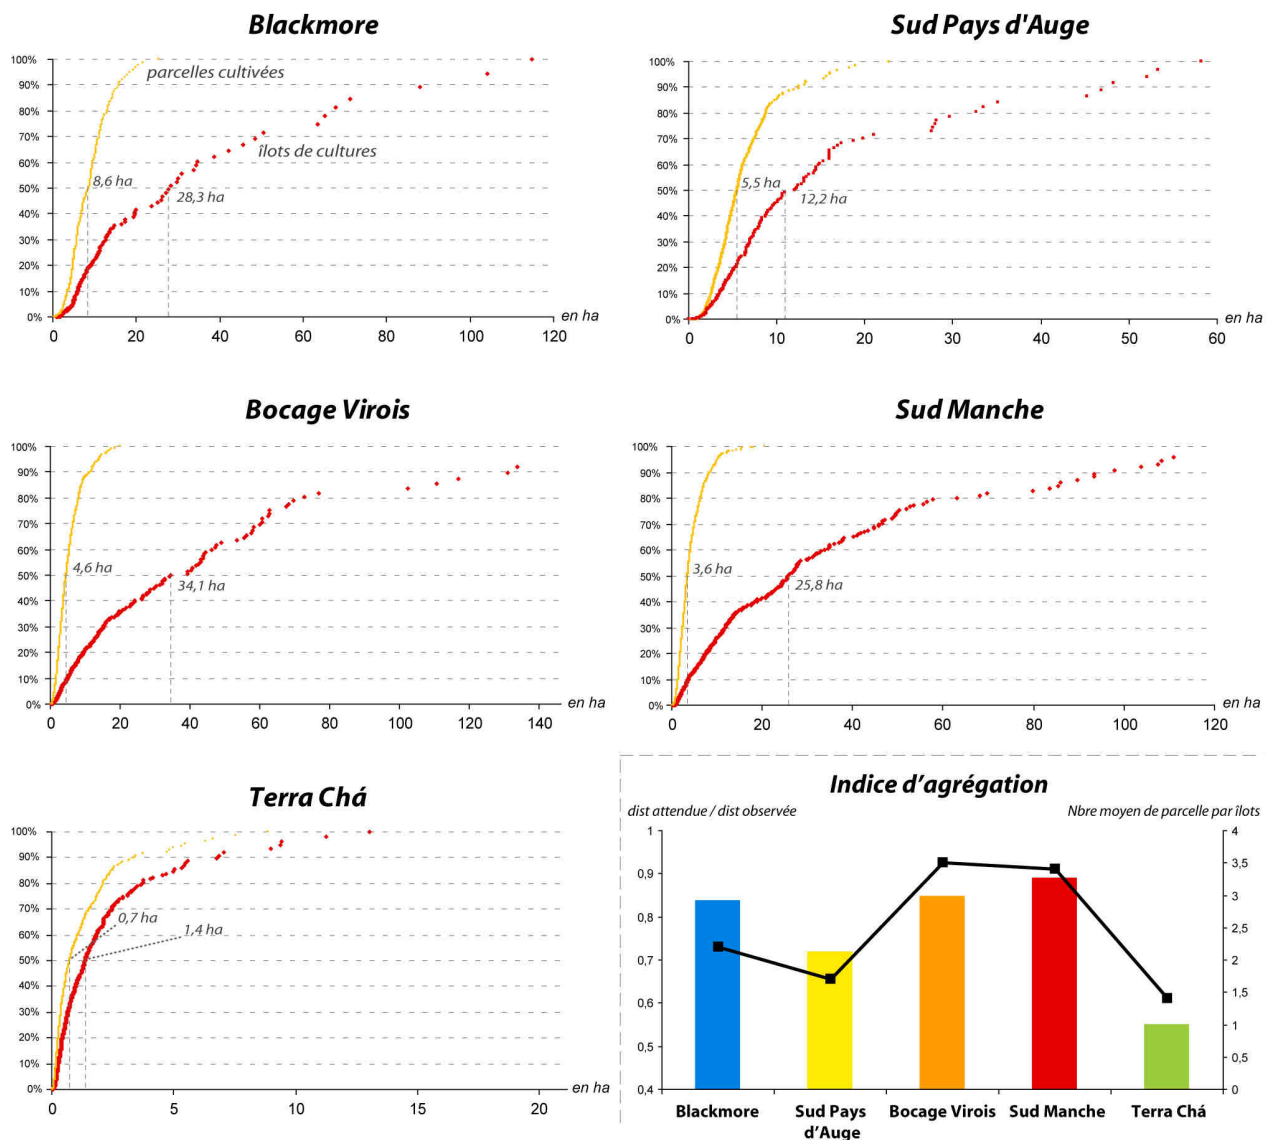 Blackmore
100%
90%
80%
70%
60%
50%
40%
30%
20%
10%
0%
parcelles cultivées
îlots de cultures
8,6 ha
28,3 ha
0 20 40 60 80 100 120
en ha
Sud Pays d'Auge
100%
90%
80%
70%
60%
50%
40%
30%
20%
10%
0%
5,5 ha
12,2 ha
0 10 20 30 40 50 60
en ha
Bocage Virois
100%
90%
80%
70%
60%
50%
40%
30%
20%
10%
0%
4,6 ha
34,1 ha
0 20 40 60 80 100 120 140
en ha
Sud Manche
100%
90%
80%
70%
60%
50%
40%
30%
20%
10%
0%
3,6 ha
25,8 ha
0 20 40 60 80 100 120
en ha
Terra Chá
100%
90%
80%
70%
60%
50%
40%
30%
20%
10%
0%
0,7 ha
1,4 ha
0 5 10 15 20
en ha
Indice d’agrégation
dist attendue / dist observée
Nbre moyen de parcelle par îlots
1
0,9
0,8
0,7
0,6
0,5
0,4
4
3,5
3
2,5
2
1,5
1
0,5
0
Blackmore
Sud Pays
d’Auge
Bocage Virois
Sud Manche
Terra Chá